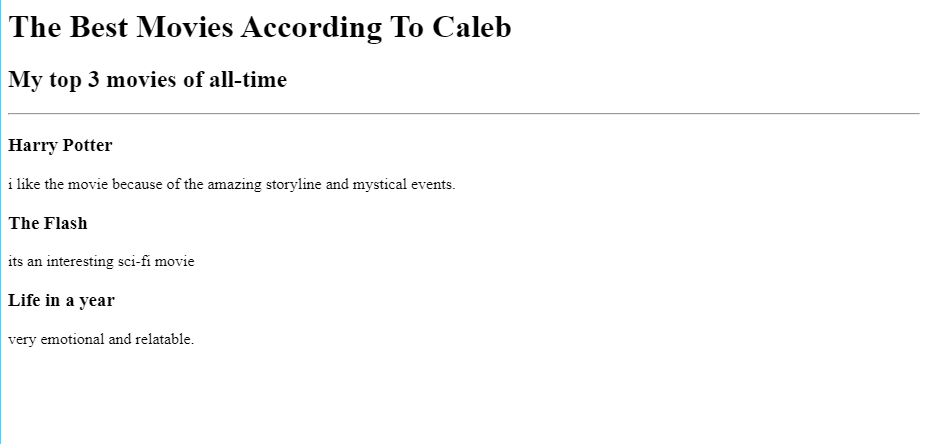 The Best Movies According To Caleb
My top 3 movies of all-time
Harry Potter
i like the movie because of the amazing storyline and mystical events.
The Flash
its an interesting sci-fi movie
Life in a year
very emotional and relatable.